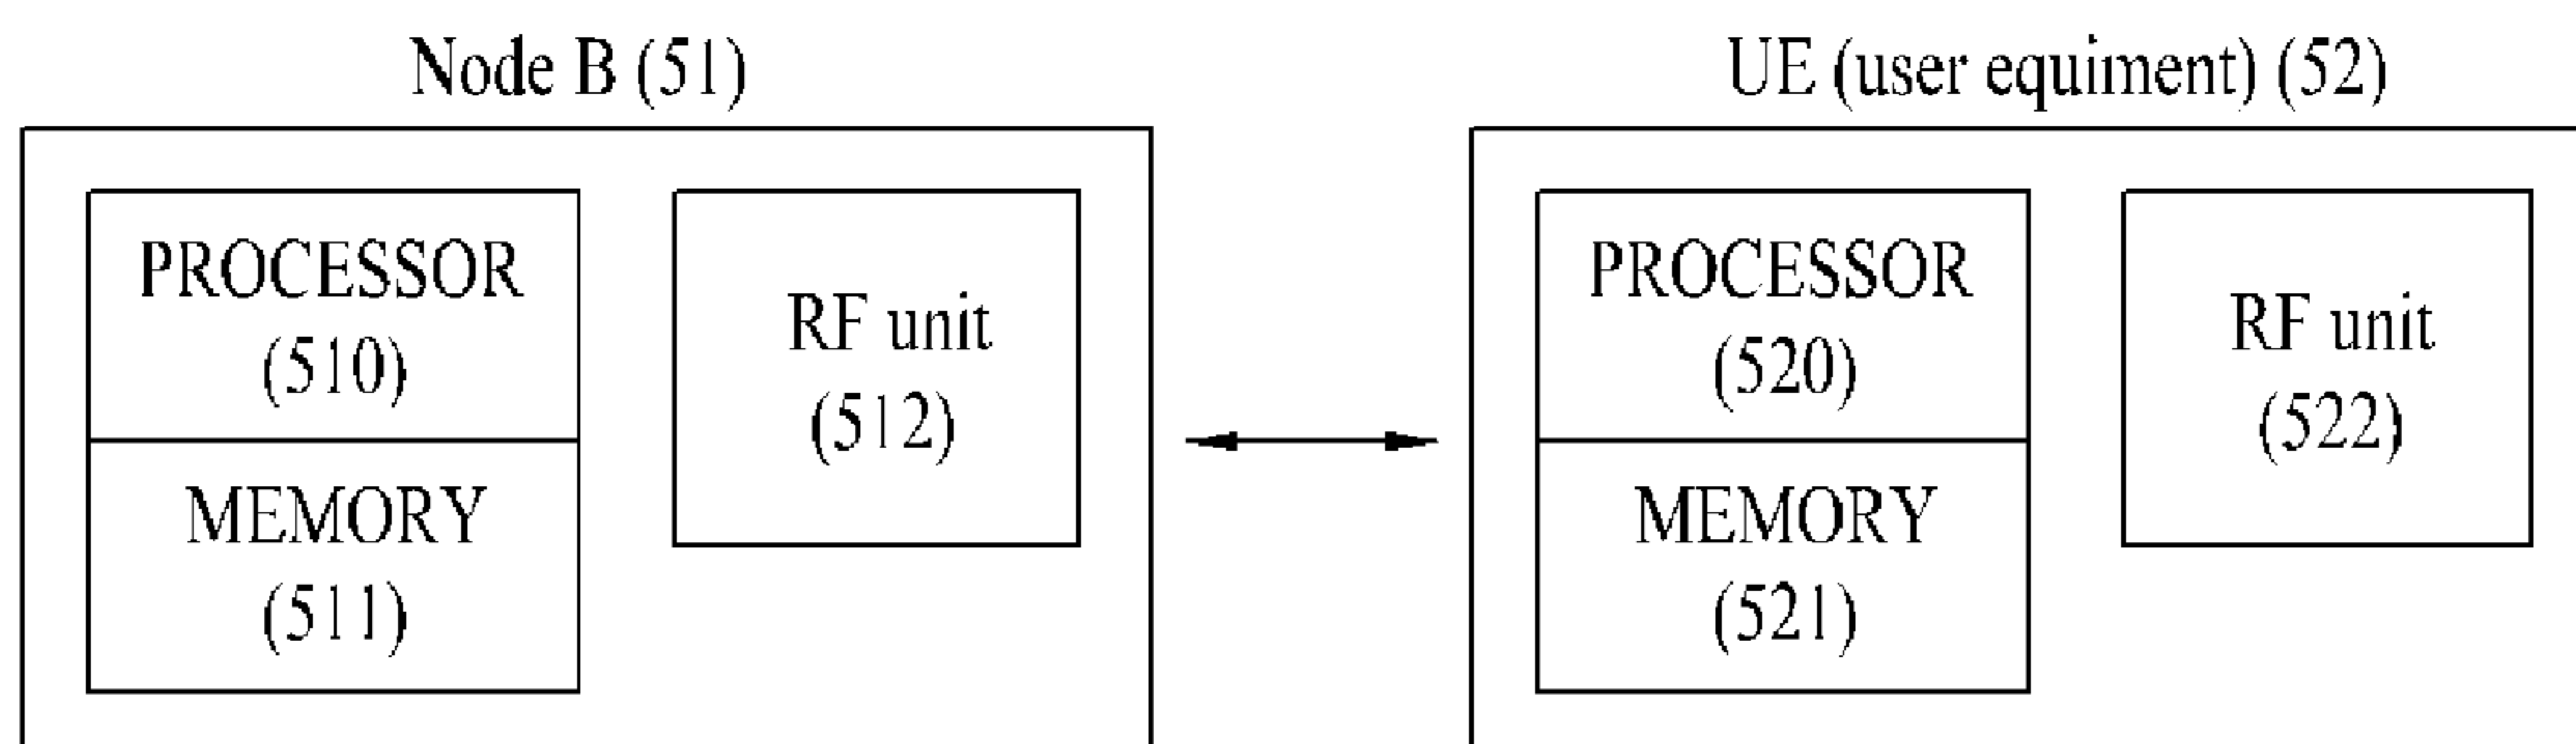 Node B (51)
PROCESSOR
(510)
MEMORY
(511)
RF unit
(512)
UE (user equiment) (52)
PROCESSOR
(520)
MEMORY
(521)
RF unit
(522)